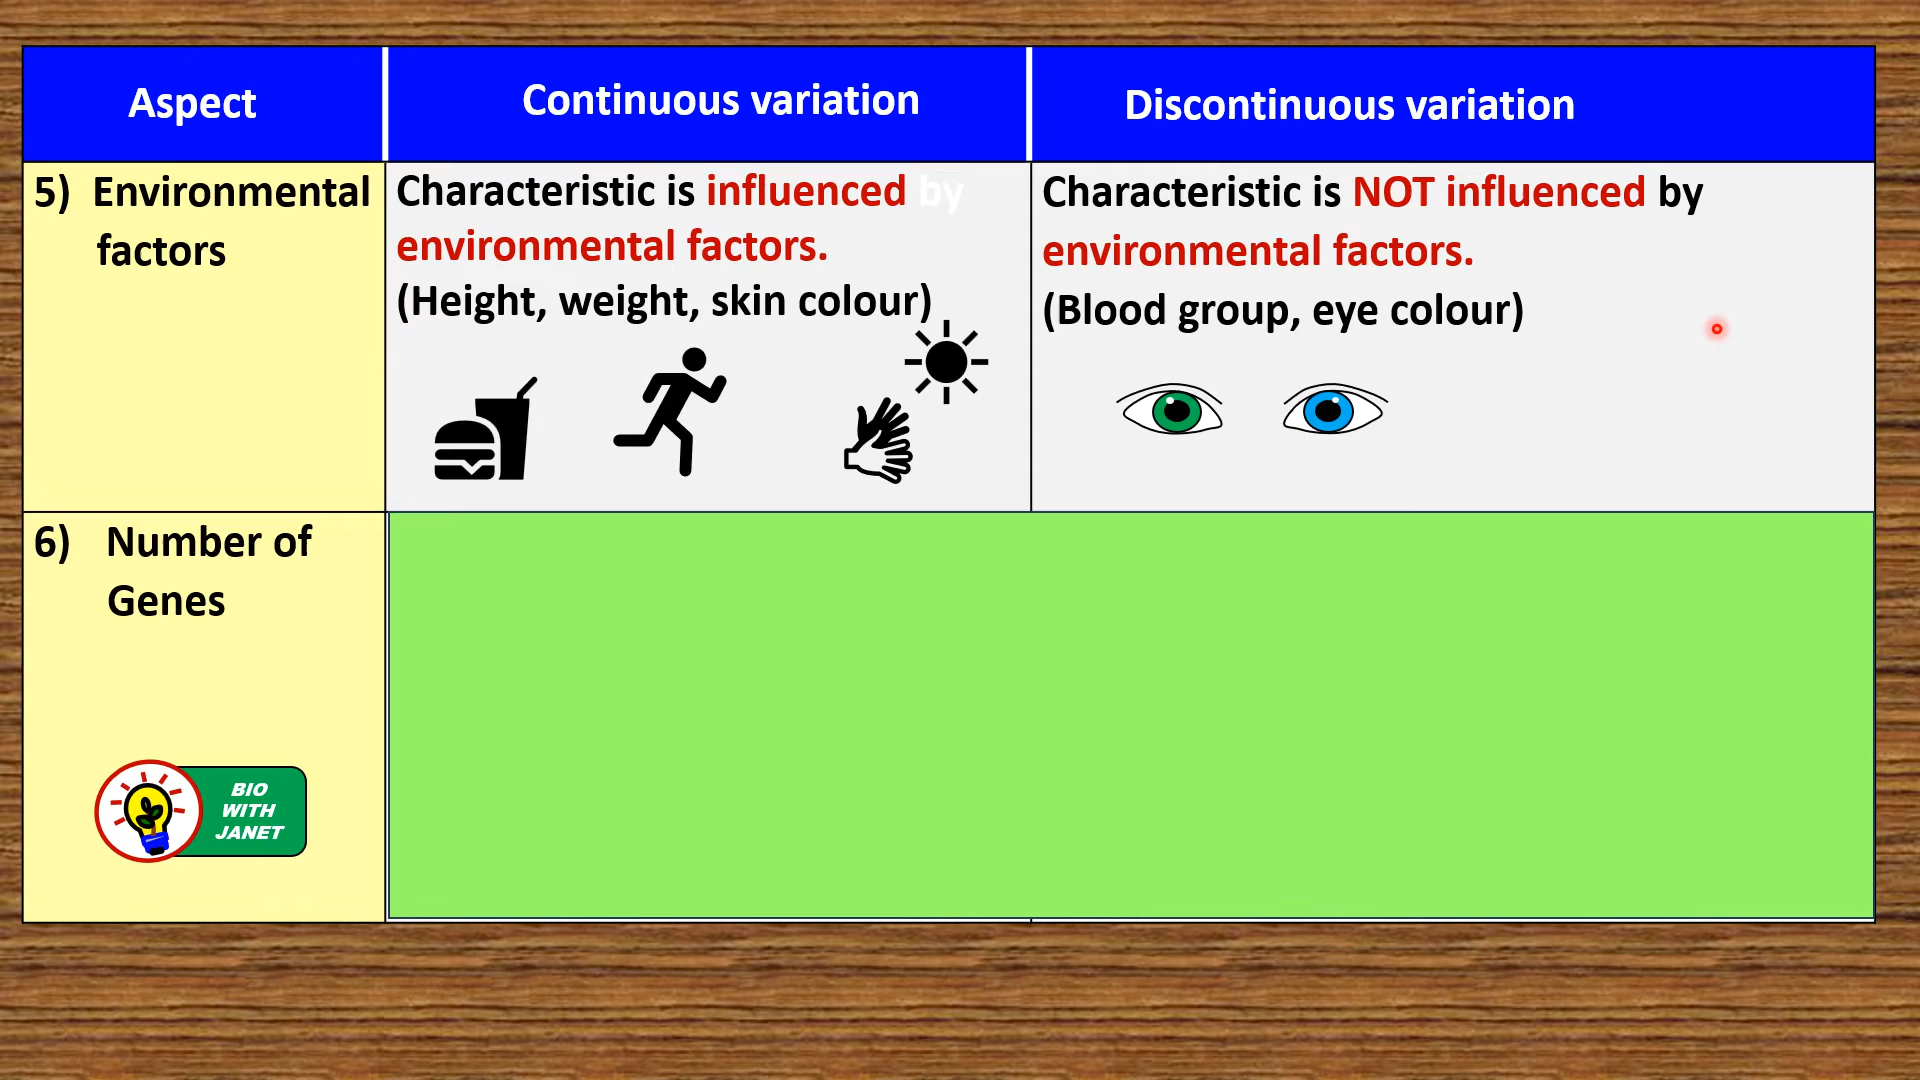 Aspect
Continuous variation
Discontinuous variation
5) Environmental
factors
Characteristic is influenced by
environmental factors.
(Height, weight, skin colour)
Characteristic is NOT influenced by
environmental factors.
(Blood group, eye colour)
6) Number of
Genes
BIO
WITH
JANET